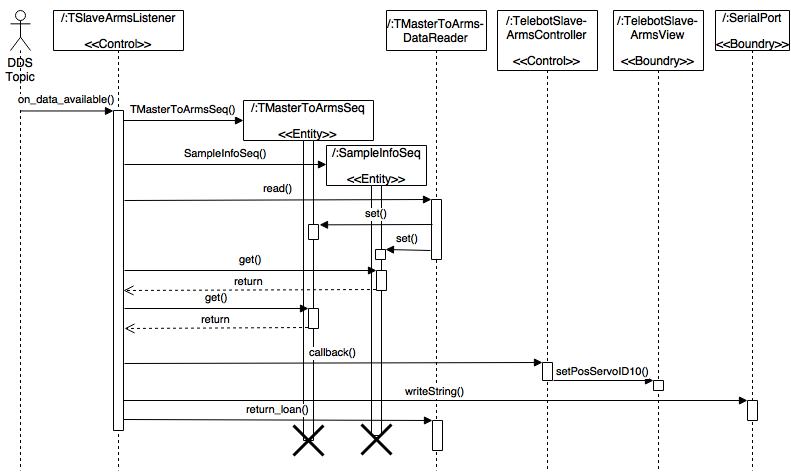 /:TSlaveArmsListener
<<Control>>
/:TMasterToArms-
DataReader
/:TelebotSlave-
ArmsController
<<Control>>
/:TelebotSlave-
ArmsView
<<Boundry>>
/:SerialPort
<<Boundry>>
DDS
Topic
on_data_available()
TMasterToArmsSeq()
/:TMasterToArmsSeq
<<Entity>>
SampleInfoSeq()
/:SampleInfoSeq
<<Entity>>
read()
set()
set()
get()
return
get()
return
callback()
setPosServoID10()
writeString()
return_loan()